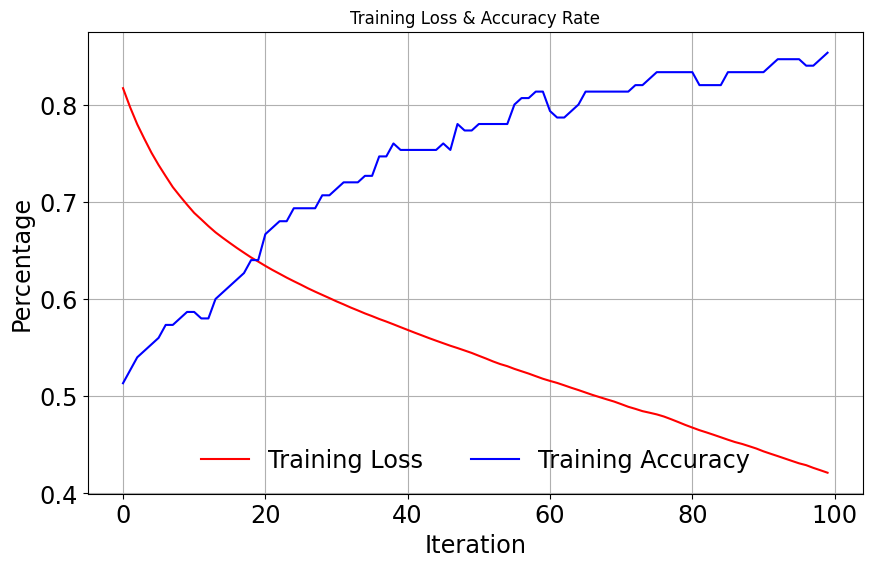 Training Loss & Accuracy Rate
Percentage
0.8
0.7
0.6
0.5
0.4
Training Loss Training Accuracy
0 20 40 60 80 100
Iteration